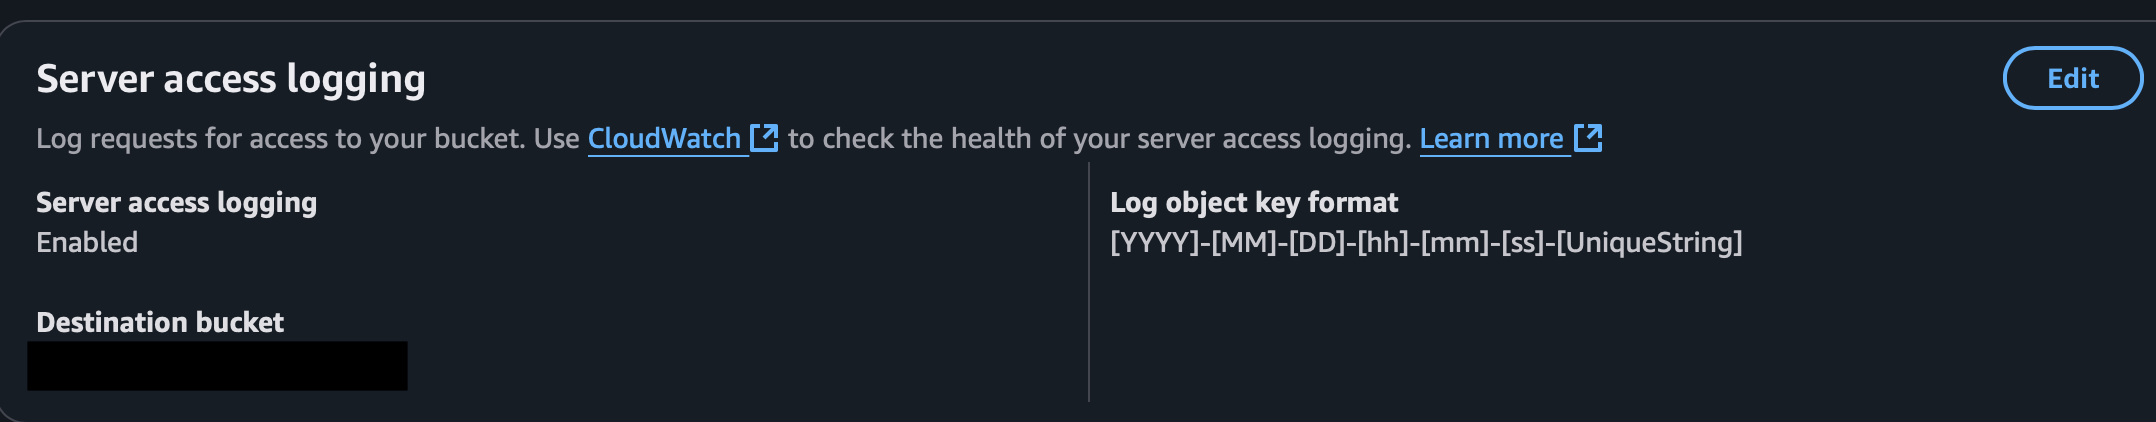 Server access logging
Edit
Log requests for access to your bucket. Use CloudWatch to check the health of your server access logging. Learn more
Server access logging
Enabled
Log object key format
[YYYY]-[MM]-[DD]-[hh]-[mm]-[ss]-[UniqueString]
Destination bucket